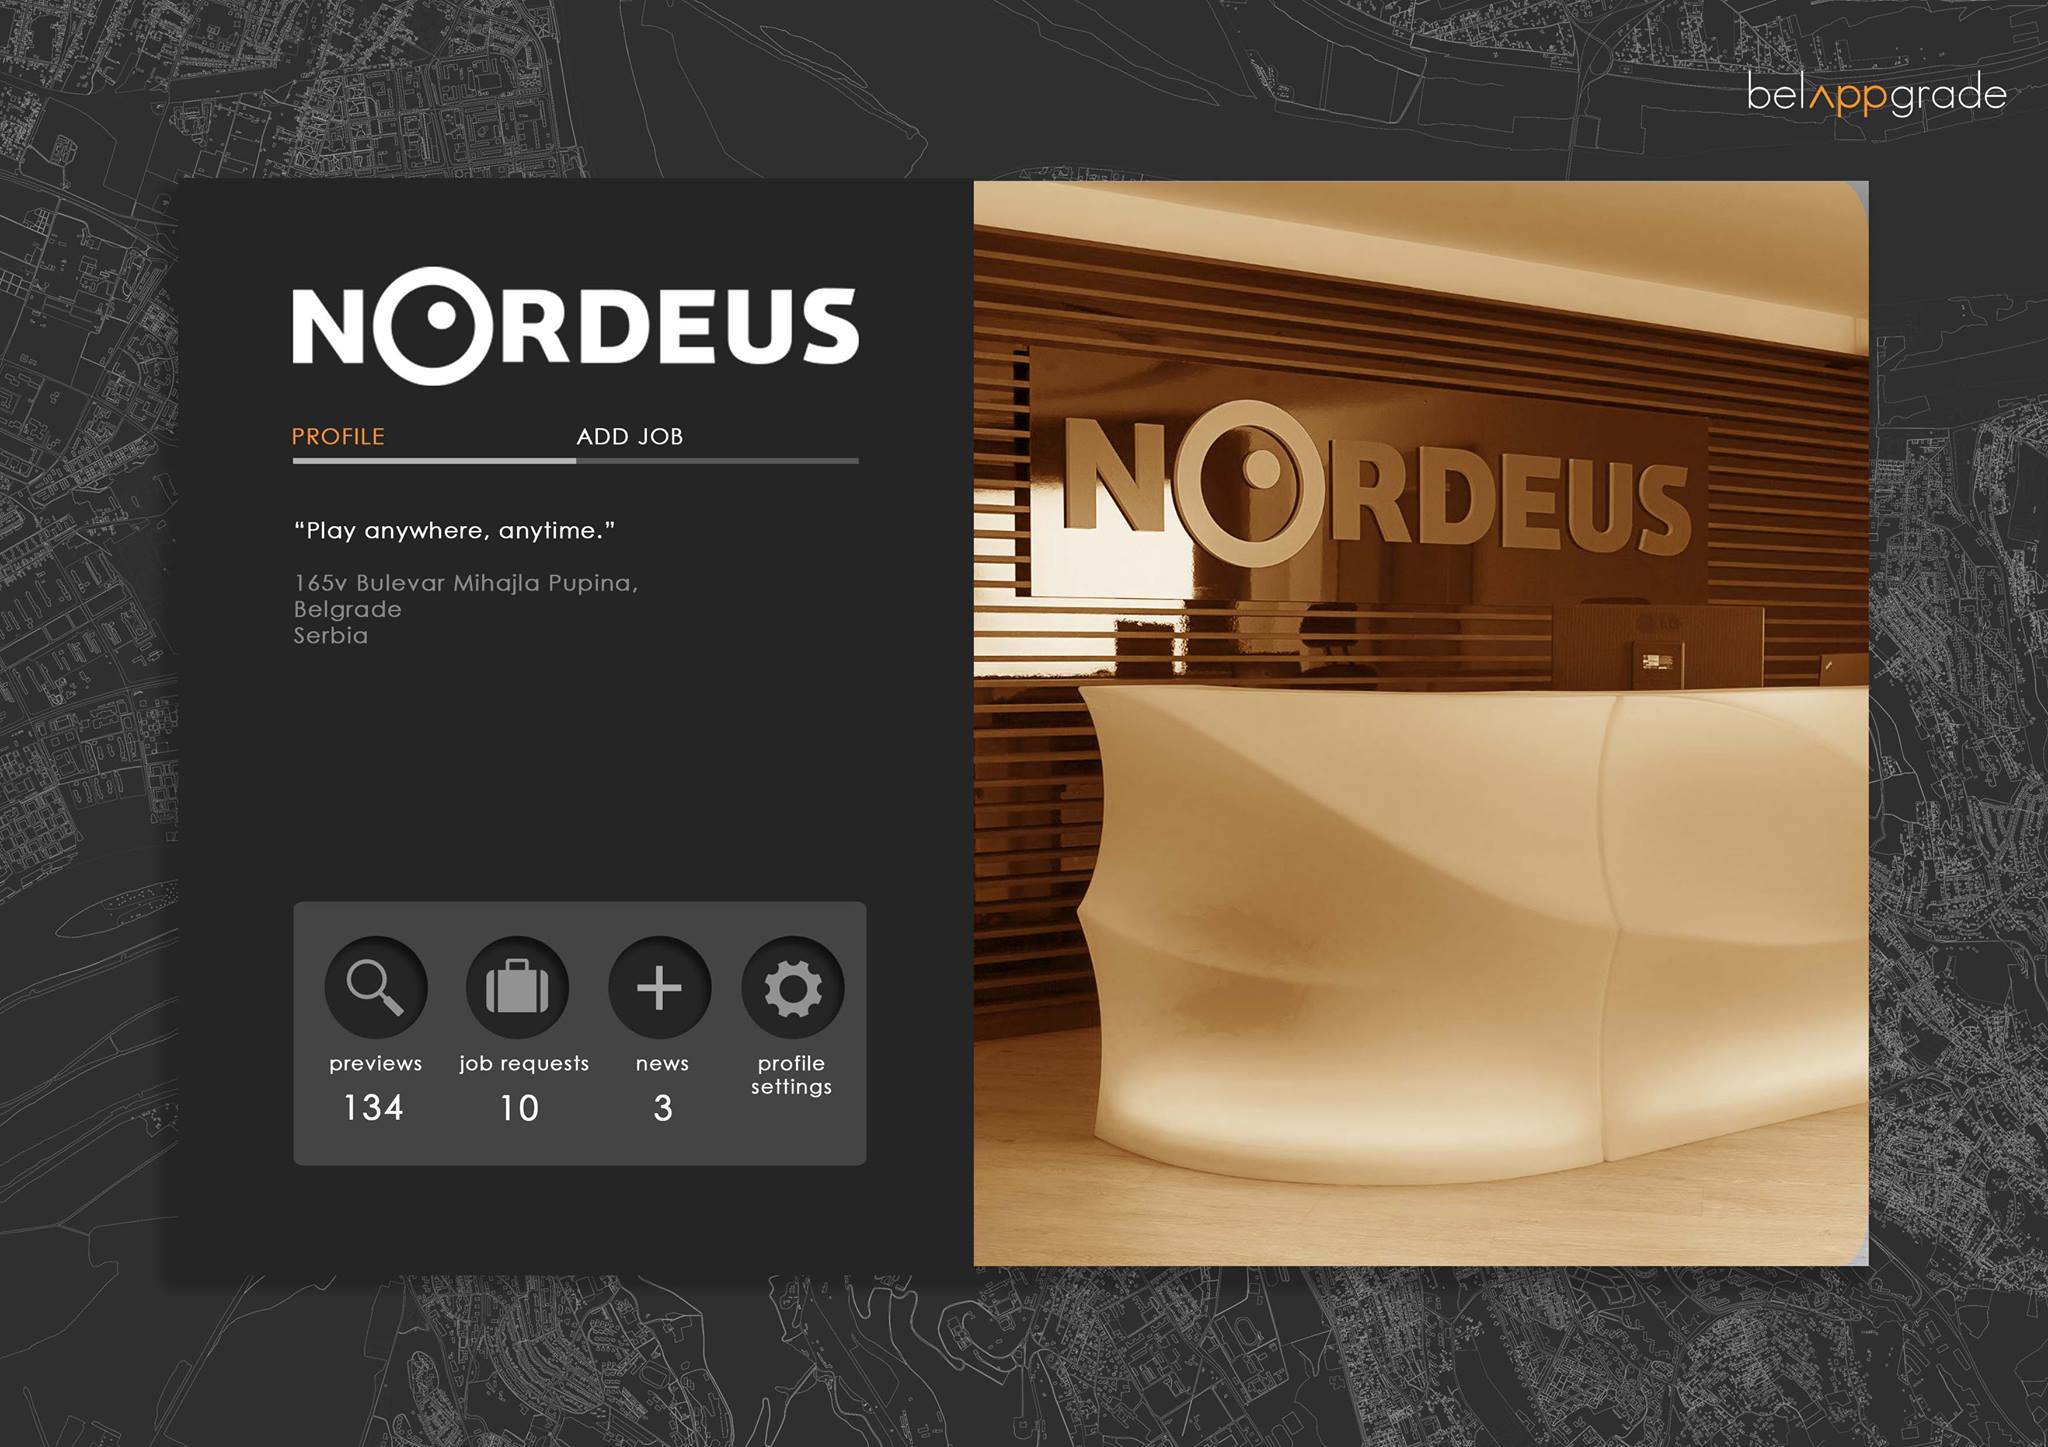 belappgrade
NORDEUS
PROFILE
ADD JOB
“Play anywhere, anytime.”
165v Bulevar Mihajla Pupina,
Belgrade
Serbia
previews
134
job requests
10
news
3
profile
settings
NORDEUS
LG